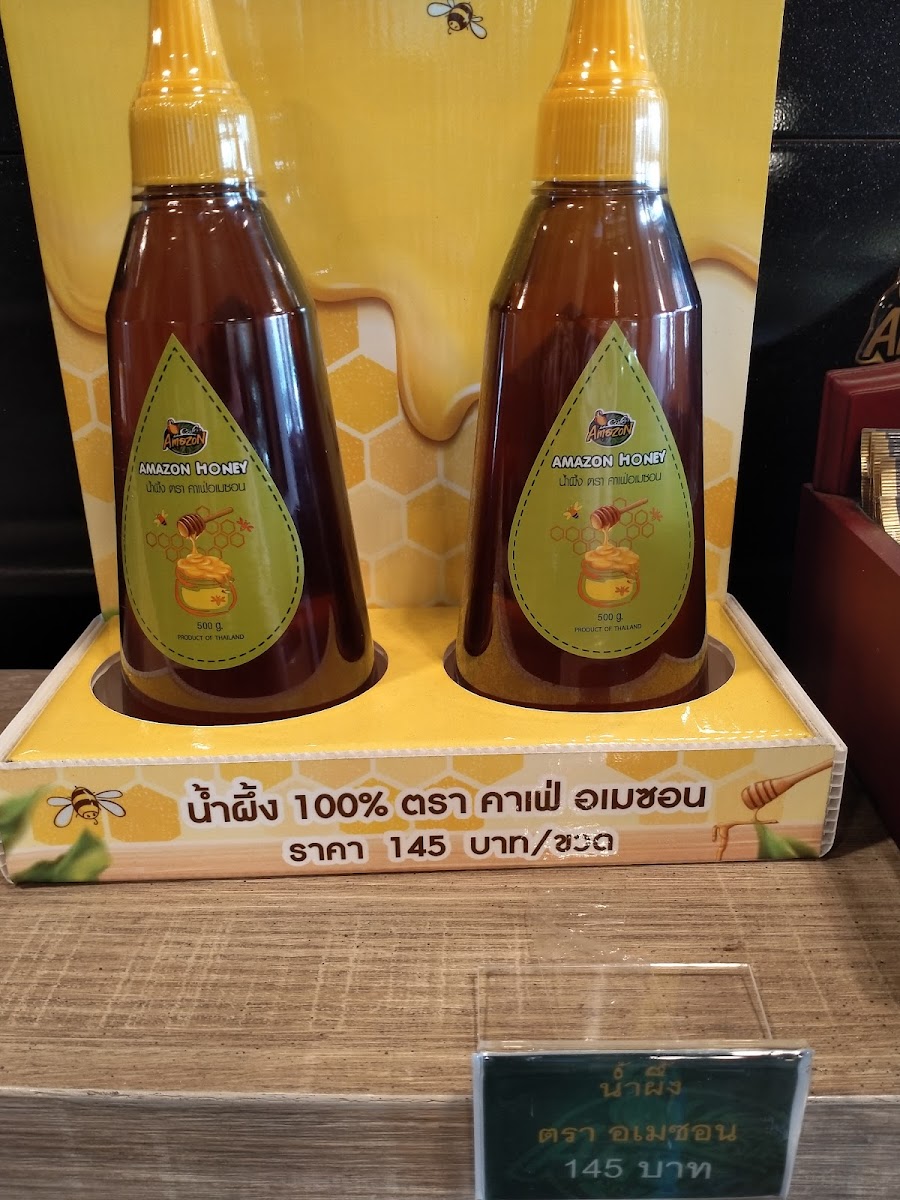 Café
AMAZON
AMAZON HONEY
น้ำผึ้ง ตรา คาเฟ่อเมซอน
500 g.
PRODUCT OF THAILAND
Café
AMAZON
AMAZON HONEY
น้ำผึ้ง ตรา คาเฟ่อเมซอน
500 g.
PRODUCT OF THAILAND
น้ำผึ้ง 100% ตรา คาเฟ่ อเมซอน
ราคา 145 บาท/ขวด
น้ำผึ้ง
ตรา อเมซอน
145 บาท